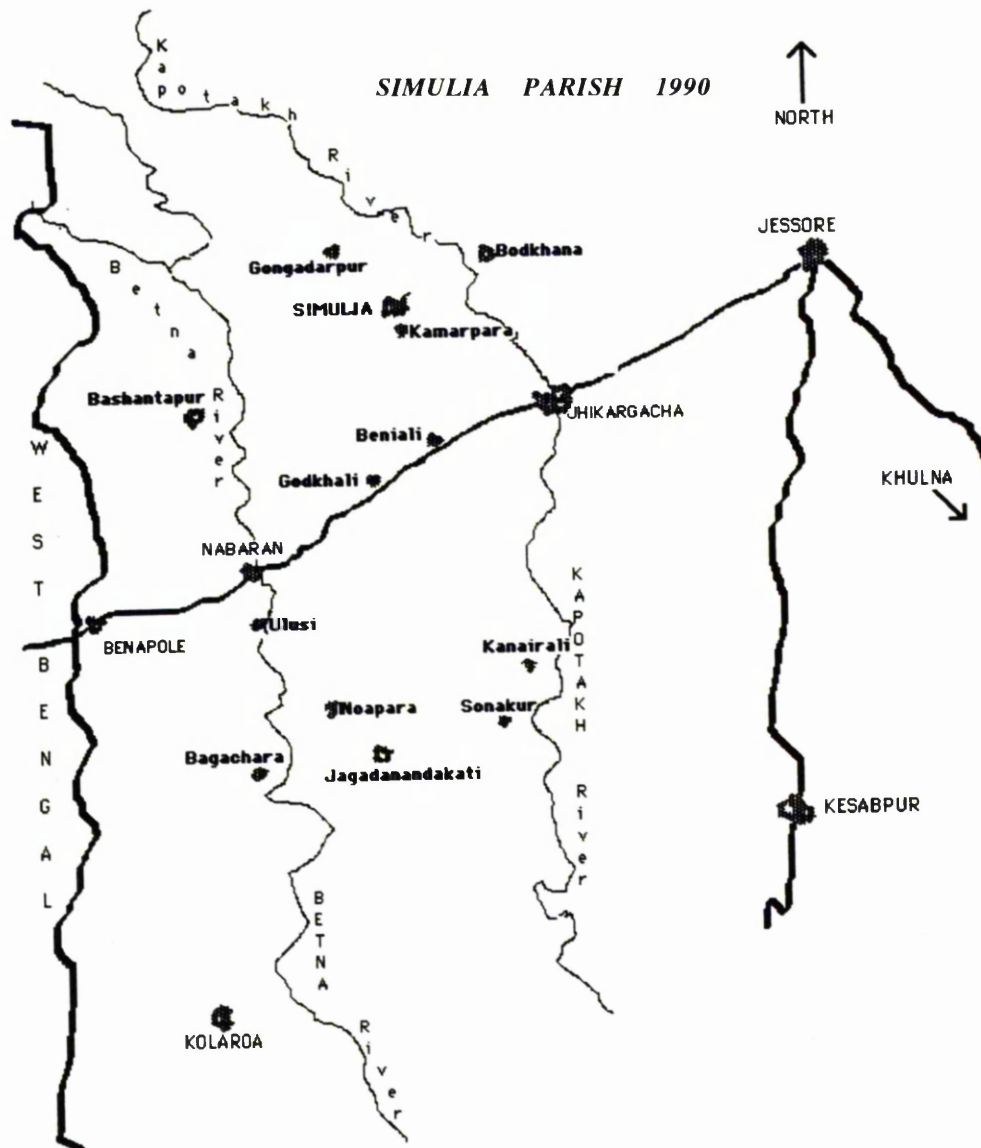 SIMULIA PARISH 1990
NORTH
Kapotakh River
JESSORE
Bodkhana
Gongadarpur
SIMULIA
Kamarpara
Betna River
Bashantapur
JHIKARGACHA
Beniali
Godkhali
KHULNA
NABARAN
WEST BENGAL
Ulusi
BENAPOLE
KAPOTAKH River
Kanairali
Noapara
Sonakur
Bagachara
Jagadanandakati
KESABPUR
BETNA River
KOLAROA